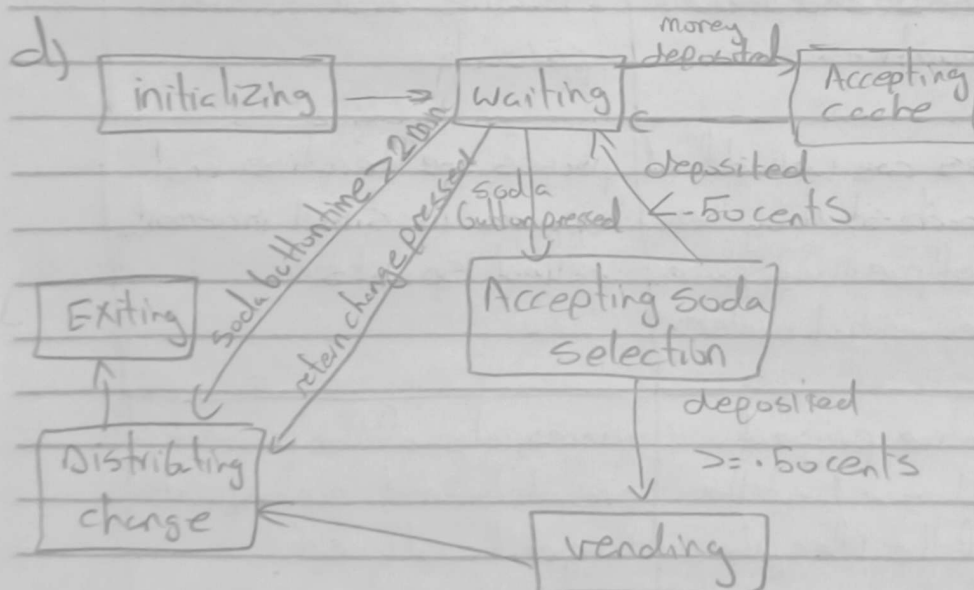 d)
initializing
waiting
money
deposited
Accepting
cache
soda button time > 2 min
return change pressed
soda
button pressed
deposited
<.50 cents
Exiting
Accepting soda
selection
deposited
>= .50 cents
Distributing
change
vending